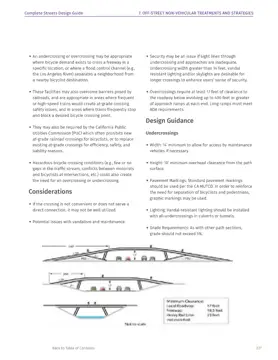 Complete Streets Design Guide
7. OFF-STREET NON-VEHICULAR TREATMENTS AND STRATEGIES
• An undercrossing or overcrossing may be appropriate
where bicycle demand exists to cross a freeway in a
specific location, or where a flood control channel (e.g.,
the Los Angeles River) separates a neighborhood from
a nearby bicycling destination.
• These facilities may also overcome barriers posed by
railroads, and are appropriate in areas where frequent
or high-speed trains would create at-grade crossing
safety issues, and in areas where trains frequently stop
and block a desired bicycle crossing point.
• They may also be required by the California Public
Utilities Commission (PUC) which often prohibits new
at-grade railroad crossings for bicyclists, or to replace
existing at-grade crossings for efficiency, safety, and
liability reasons.
• Hazardous bicycle crossing conditions (e.g., few or no
gaps in the traffic stream, conflicts between motorists
and bicyclists at intersections, etc.) could also create
the need for an overcrossing or undercrossing.
Considerations
• If the crossing is not convenient or does not serve a
direct connection, it may not be well utilized.
• Potential issues with vandalism and maintenance.
• Security may be an issue if sight lines through
undercrossing and approaches are inadequate.
Undercrossing width greater than 14 feet, vandal
resistant lighting and/or skylights are desirable for
longer crossings to enhance users' sense of security.
• Overcrossings require at least 17 feet of clearance to
the roadway below involving up to 400 feet or greater
of approach ramps at each end. Long ramps must meet
ADA requirements.
Design Guidance
Undercrossings
• Width: 14' minimum to allow for access by maintenance
vehicles if necessary.
• Height: 10' minimum overhead clearance from the path
surface.
• Pavement Markings: Standard pavement markings
should be used per the CA MUTCD. In order to reinforce
the need for separation of bicyclists and pedestrians,
graphic markings may be used.
• Lighting: Vandal resistant lighting should be installed
with all undercrossings in culverts or tunnels.
• Grade Requirements: As with other path sections,
grade should not exceed 5%.
Minimum Clearance:
Local Roadway: 17 feet
Freeway: 18.5 feet
Heavy Rail Line: 23 feet
Not to scale